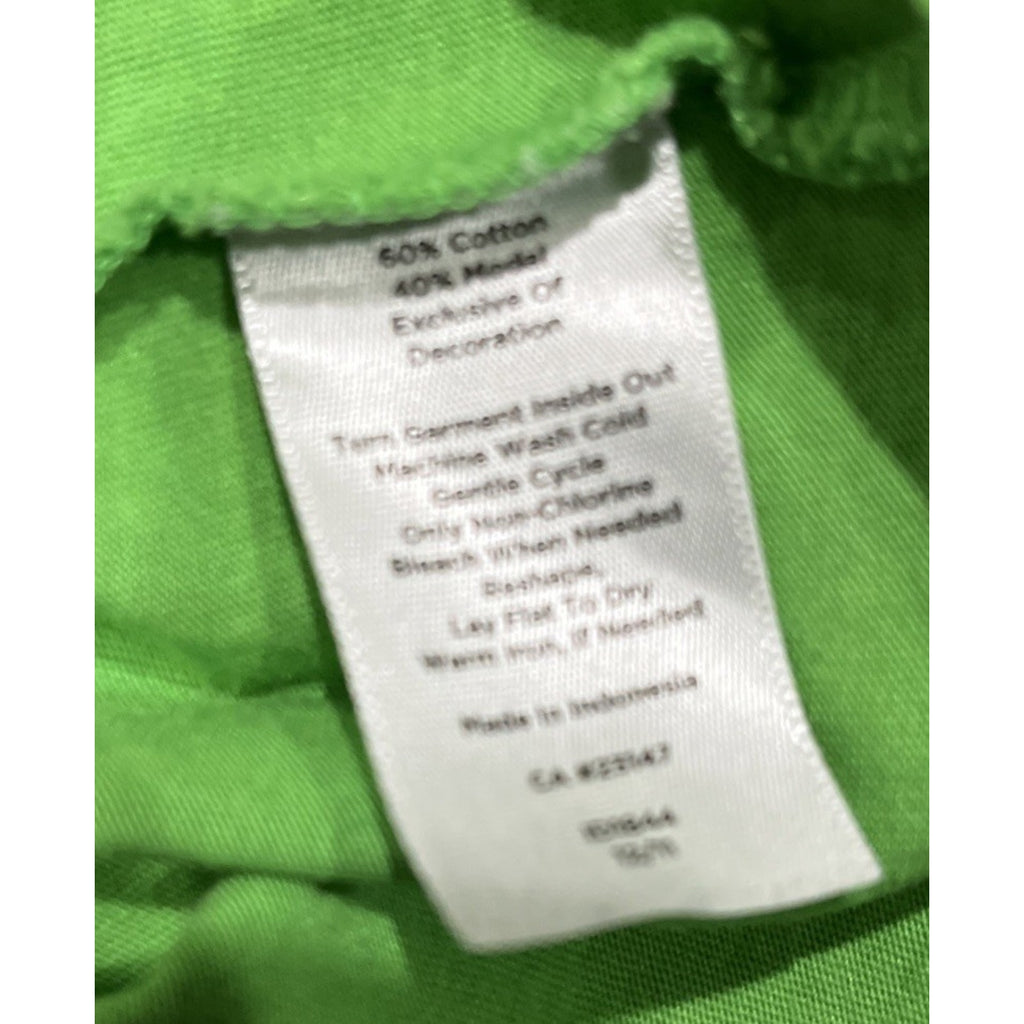 60% Cotton
40% Modal
Exclusive Of
Decoration
Turn Garment Inside Out
Machine Wash Cold
Gentle Cycle
Only Non-Chlorine
Bleach When Needed
Reshape,
Lay Flat To Dry
Warm Iron, If Needed
Made In Indonesia
CA